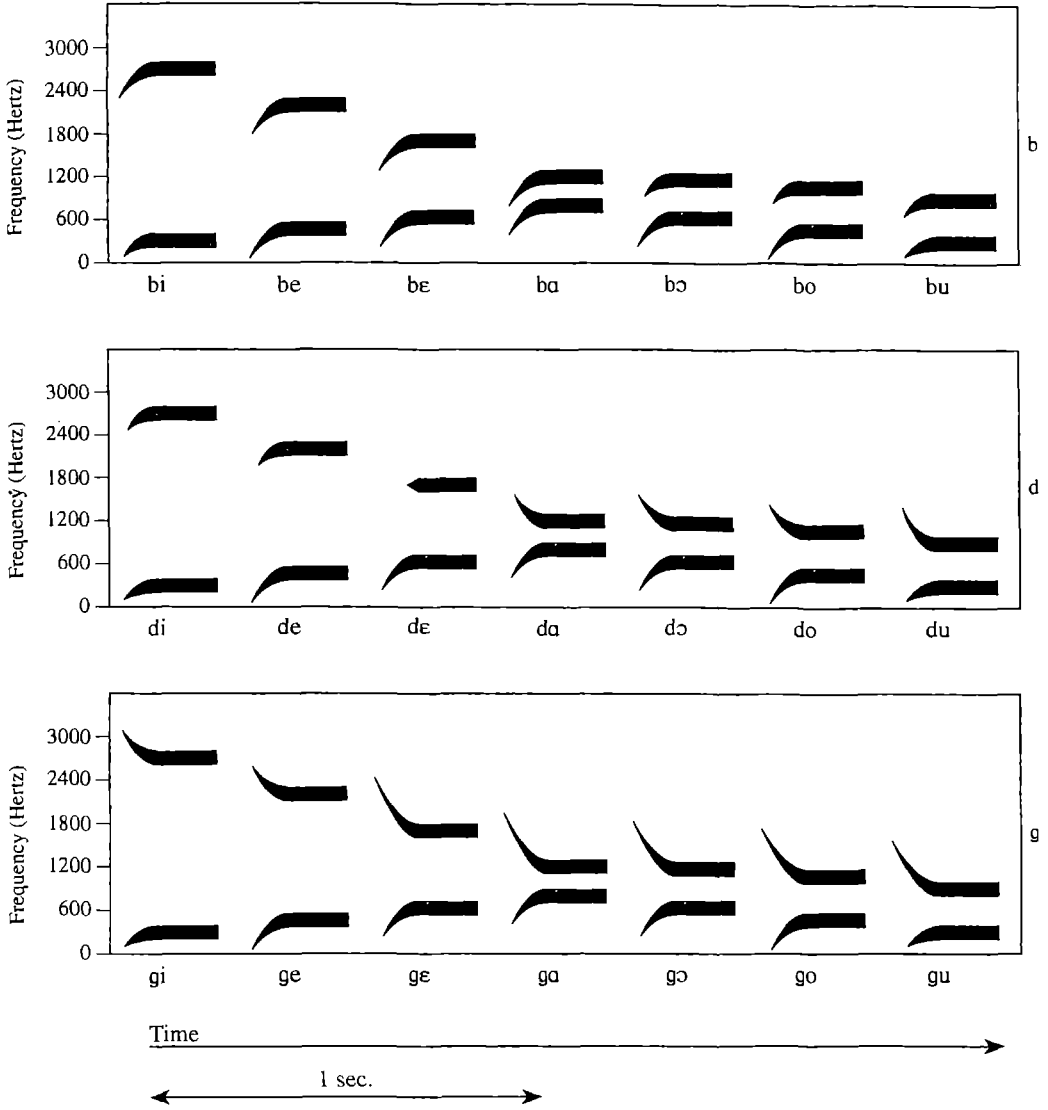 Frequency (Hertz)
3000
2400
1800
1200
600
0
b
bi be bɛ bɑ bɔ bo bu
Frequency (Hertz)
3000
2400
1800
1200
600
0
d
di de dɛ dɑ dɔ do du
Frequency (Hertz)
3000
2400
1800
1200
600
0
g
gi ge gɛ gɑ gɔ go gu
Time
1 sec.